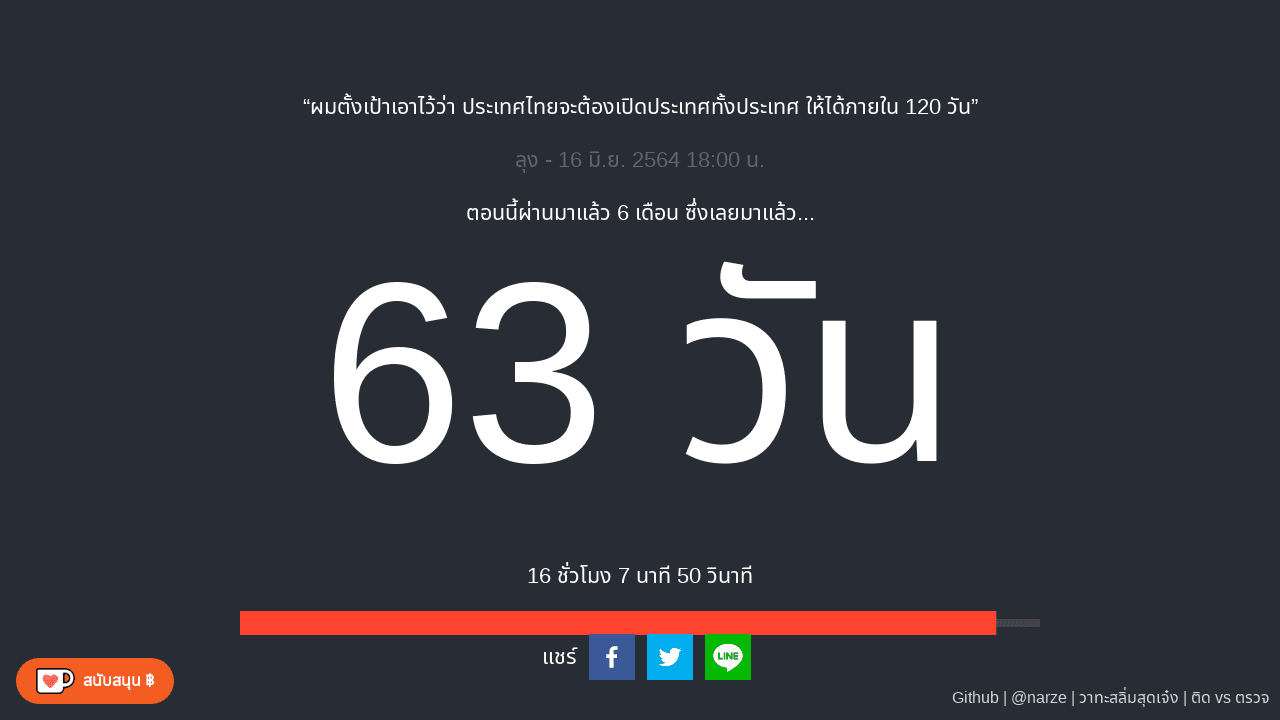 “ผมตั้งเป้าเอาไว้ว่า ประเทศไทยจะต้องเปิดประเทศทั้งประเทศ ให้ได้ภายใน 120 วัน”
ลุง - 16 มิ.ย. 2564 18:00 น.
ตอนนี้ผ่านมาแล้ว 6 เดือน ซึ่งเลยมาแล้ว...
63 วัน
16 ชั่วโมง 7 นาที 50 วินาที
แชร์
LINE
สนับสนุน ฿
Github | @narze | วาทะสลิ่มสุดเจ๋ง | ติด vs ตรวจ